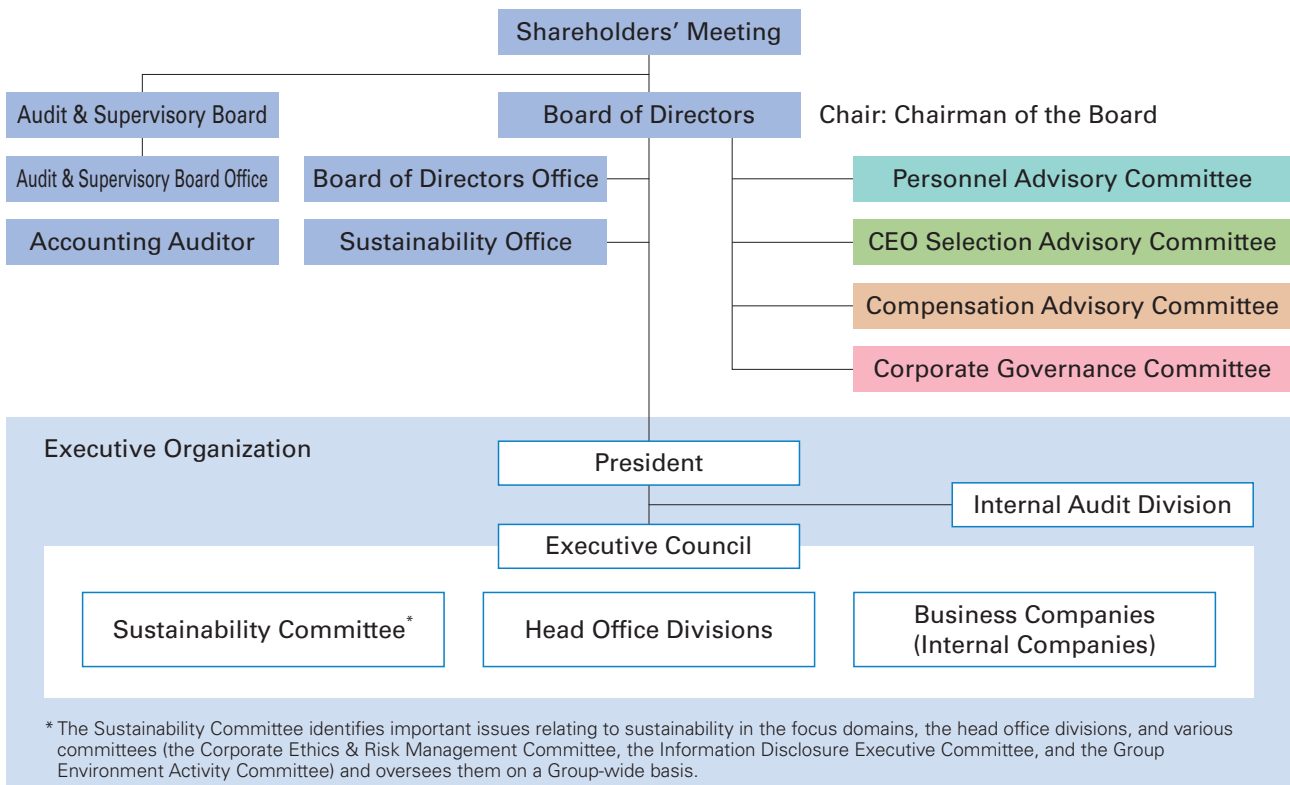 Shareholders’ Meeting
Audit & Supervisory Board
Board of Directors
Chair: Chairman of the Board
Audit & Supervisory Board Office
Board of Directors Office
Personnel Advisory Committee
Accounting Auditor
Sustainability Office
CEO Selection Advisory Committee
Compensation Advisory Committee
Corporate Governance Committee
Executive Organization
President
Internal Audit Division
Executive Council
Sustainability Committee*
Head Office Divisions
Business Companies
(Internal Companies)
* The Sustainability Committee identifies important issues relating to sustainability in the focus domains, the head office divisions, and various
committees (the Corporate Ethics & Risk Management Committee, the Information Disclosure Executive Committee, and the Group
Environment Activity Committee) and oversees them on a Group-wide basis.